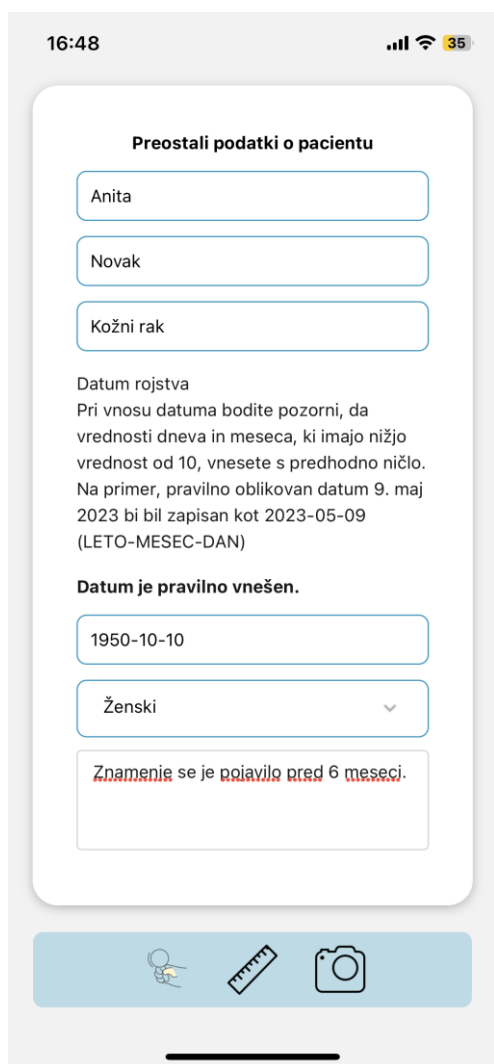 16:48
35
Preostali podatki o pacientu
Anita
Novak
Kožni rak
Datum rojstva
Pri vnosu datuma bodite pozorni, da
vrednosti dneva in meseca, ki imajo nižjo
vrednost od 10, vnesete s predhodno ničlo.
Na primer, pravilno oblikovan datum 9. maj
2023 bi bil zapisan kot 2023-05-09
(LETO-MESEC-DAN)
Datum je pravilno vnešen.
1950-10-10
Ženski
Znamenje se je pojavilo pred 6 meseci.